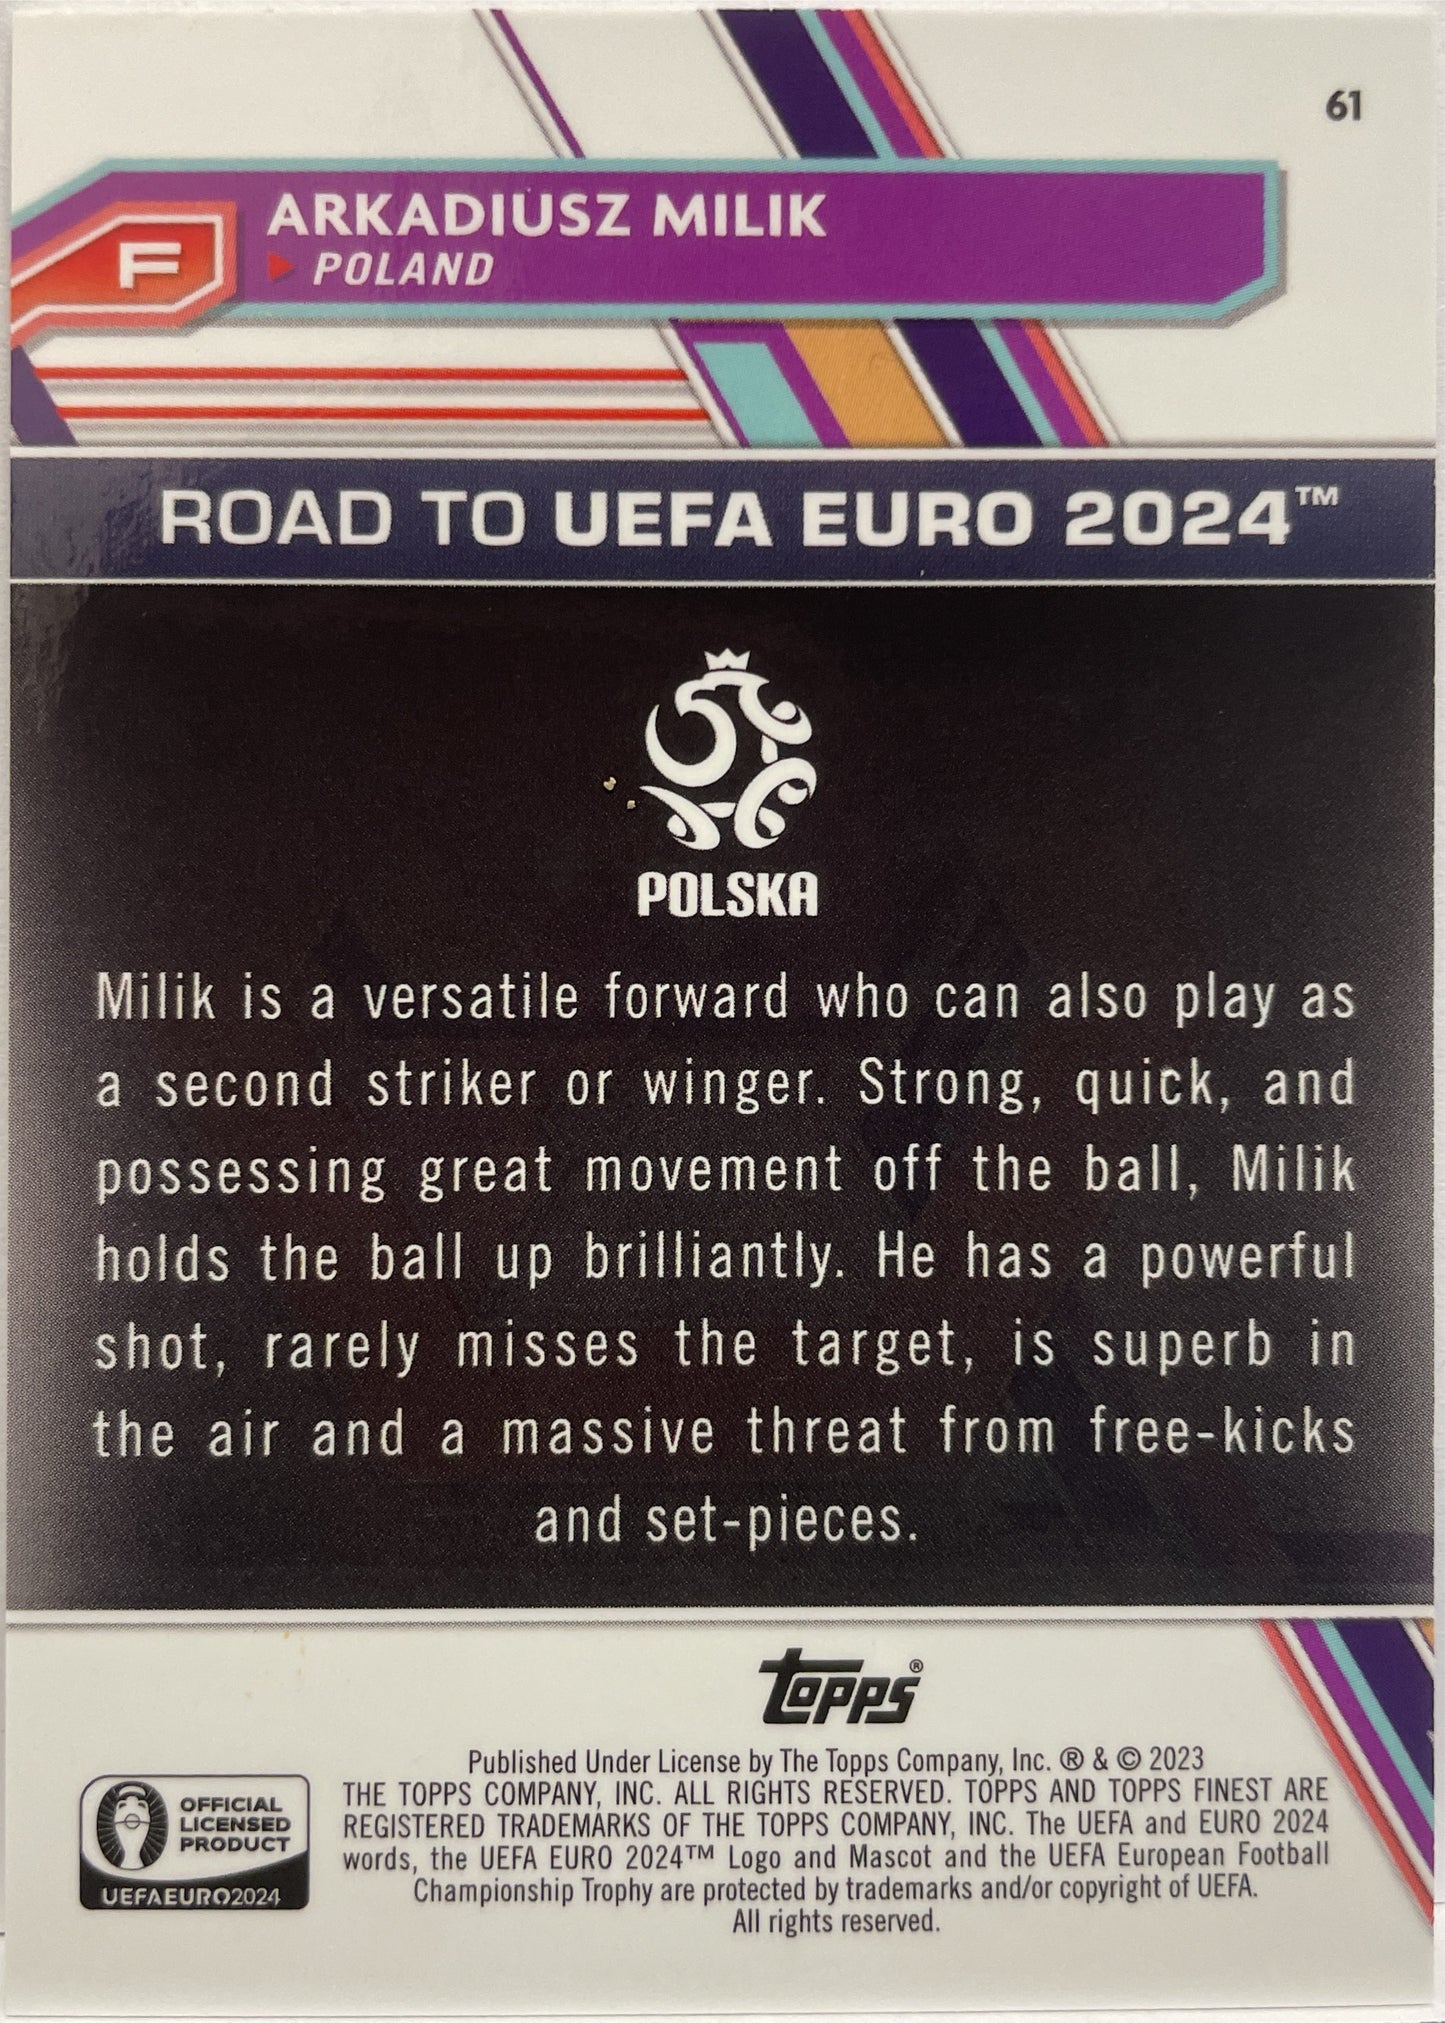 61
ARKADIUSZ MILIK
F
POLAND
ROAD TO UEFA EURO 2024™
POLSKA
Milik is a versatile forward who can also play as
a second striker or winger. Strong, quick, and
possessing great movement off the ball, Milik
holds the ball up brilliantly. He has a powerful
shot, rarely misses the target, is superb in
the air and a massive threat from free-kicks
and set-pieces.
topps®
Published Under License by The Topps Company, Inc. ® & © 2023
THE TOPPS COMPANY, INC. ALL RIGHTS RESERVED. TOPPS AND TOPPS FINEST ARE
REGISTERED TRADEMARKS OF THE TOPPS COMPANY, INC. The UEFA and EURO 2024
words, the UEFA EURO 2024™ Logo and Mascot and the UEFA European Football
Championship Trophy are protected by trademarks and/or copyright of UEFA.
All rights reserved.
OFFICIAL
LICENSED
PRODUCT
UEFAEURO2024